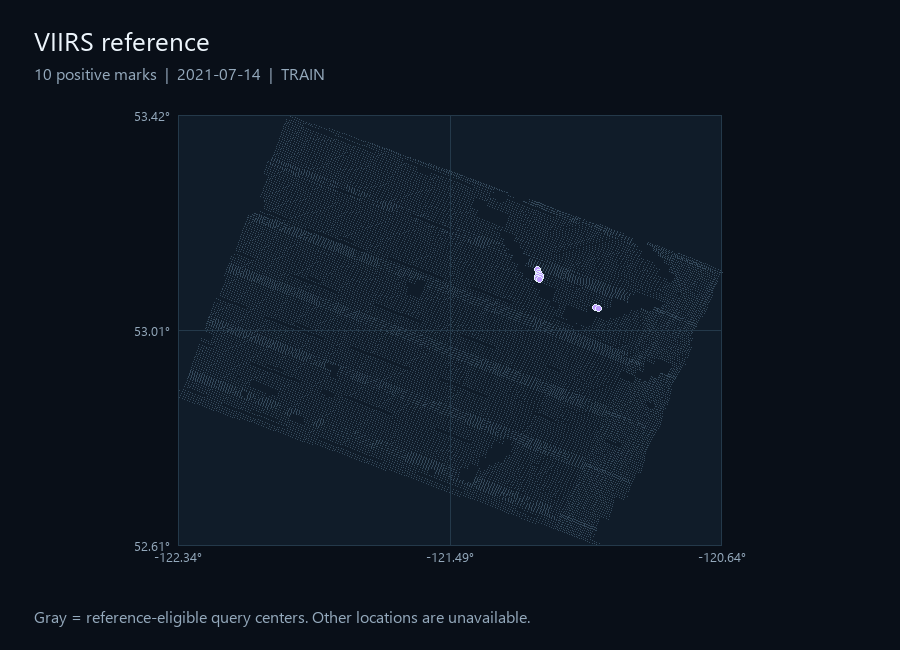 VIIRS reference
10 positive marks | 2021-07-14 | TRAIN
53.42°
53.01°
52.61°
-122.34°
-121.49°
-120.64°
Gray = reference-eligible query centers. Other locations are unavailable.